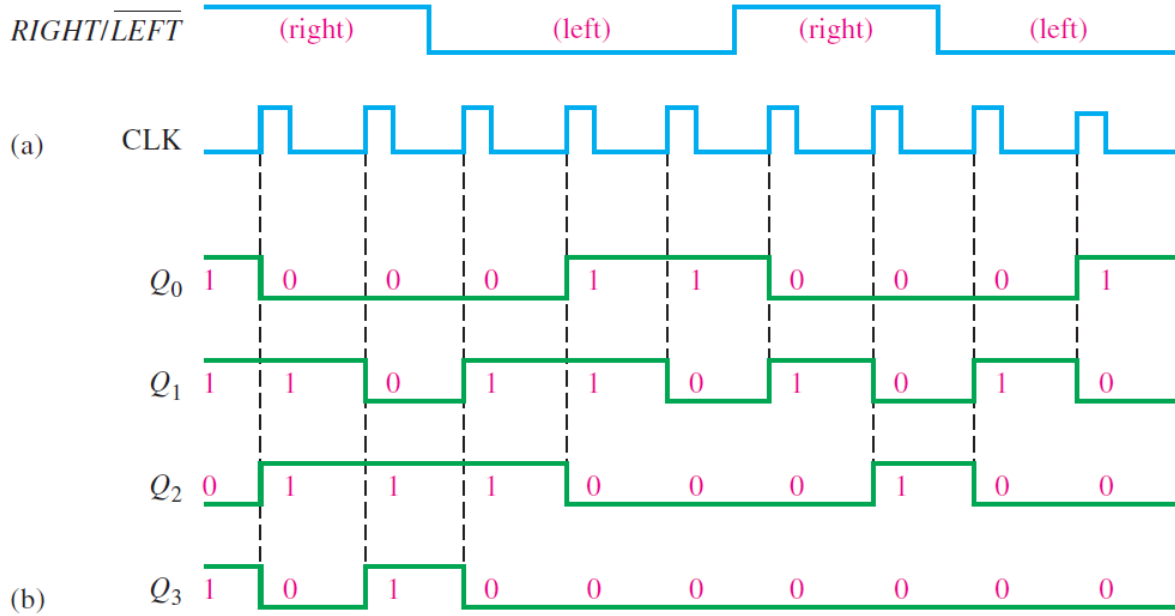 RIGHT/LEFT (right) (left) (right) (left)
(a) CLK
Q0 1 0 0 0 1 1 0 0 0 1
Q1 1 1 0 1 1 0 1 0 1 0
Q2 0 1 1 1 0 0 0 1 0 0
(b) Q3 1 0 1 0 0 0 0 0 0 0